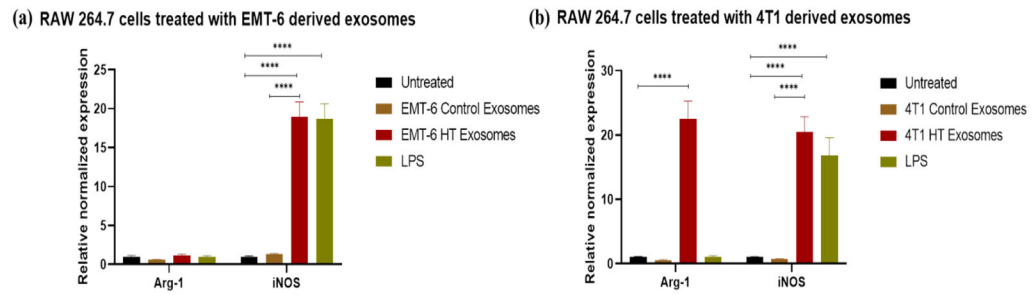 (a) RAW 264.7 cells treated with EMT-6 derived exosomes
Relative normalized expression
25
20
15
10
5
0
****
****
****
Arg-1
iNOS
Untreated
EMT-6 Control Exosomes
EMT-6 HT Exosomes
LPS
(b) RAW 264.7 cells treated with 4T1 derived exosomes
Relative normalized expression
30
20
10
0
****
****
****
****
Arg-1
iNOS
Untreated
4T1 Control Exosomes
4T1 HT Exosomes
LPS